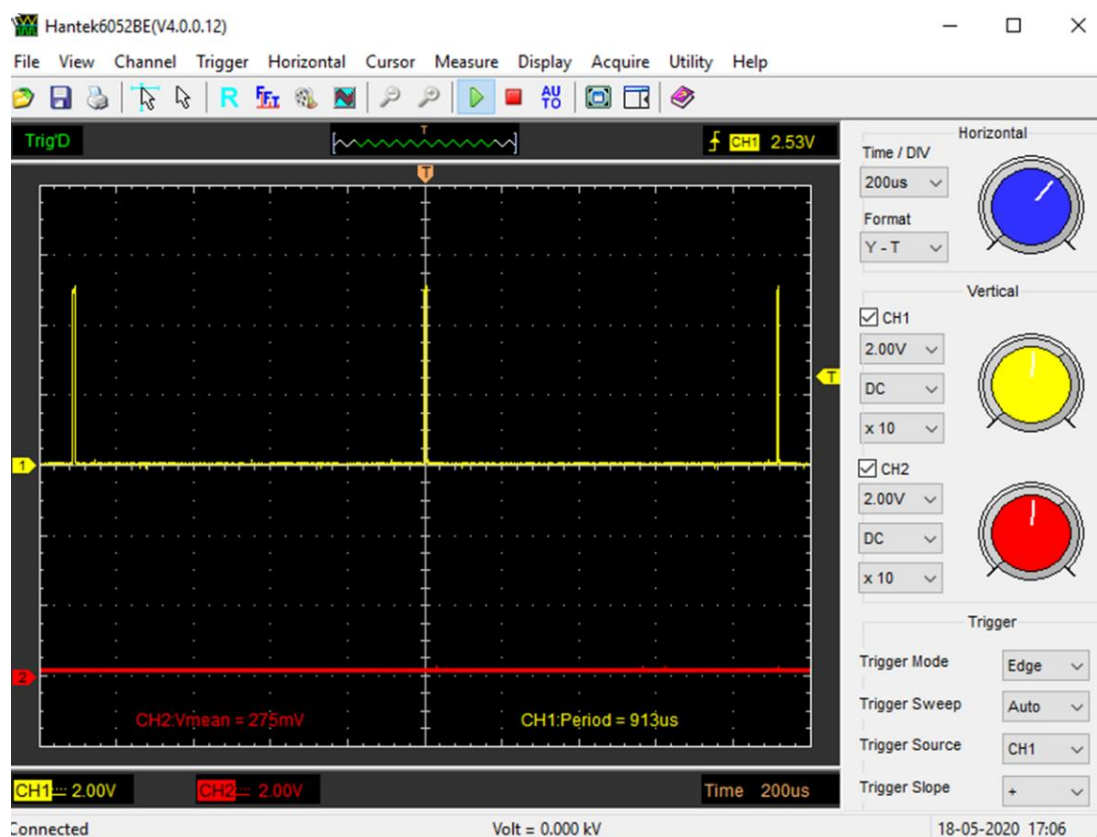 Hantek6052BE(V4.0.0.12)
File View Channel Trigger Horizontal Cursor Measure Display Acquire Utility Help
R FFT AUTO
Trig'D
T
CH1 2.53V
T
T
1
2
CH2:Vmean = 275mV
CH1:Period = 913us
CH1 2.00V
CH2 2.00V
Time 200us
Horizontal
Time / DIV
200us
Format
Y - T
Vertical
CH1
2.00V
DC
x 10
CH2
2.00V
DC
x 10
Trigger
Trigger Mode Edge
Trigger Sweep Auto
Trigger Source CH1
Trigger Slope +
Connected
Volt = 0.000 kV
18-05-2020 17:06